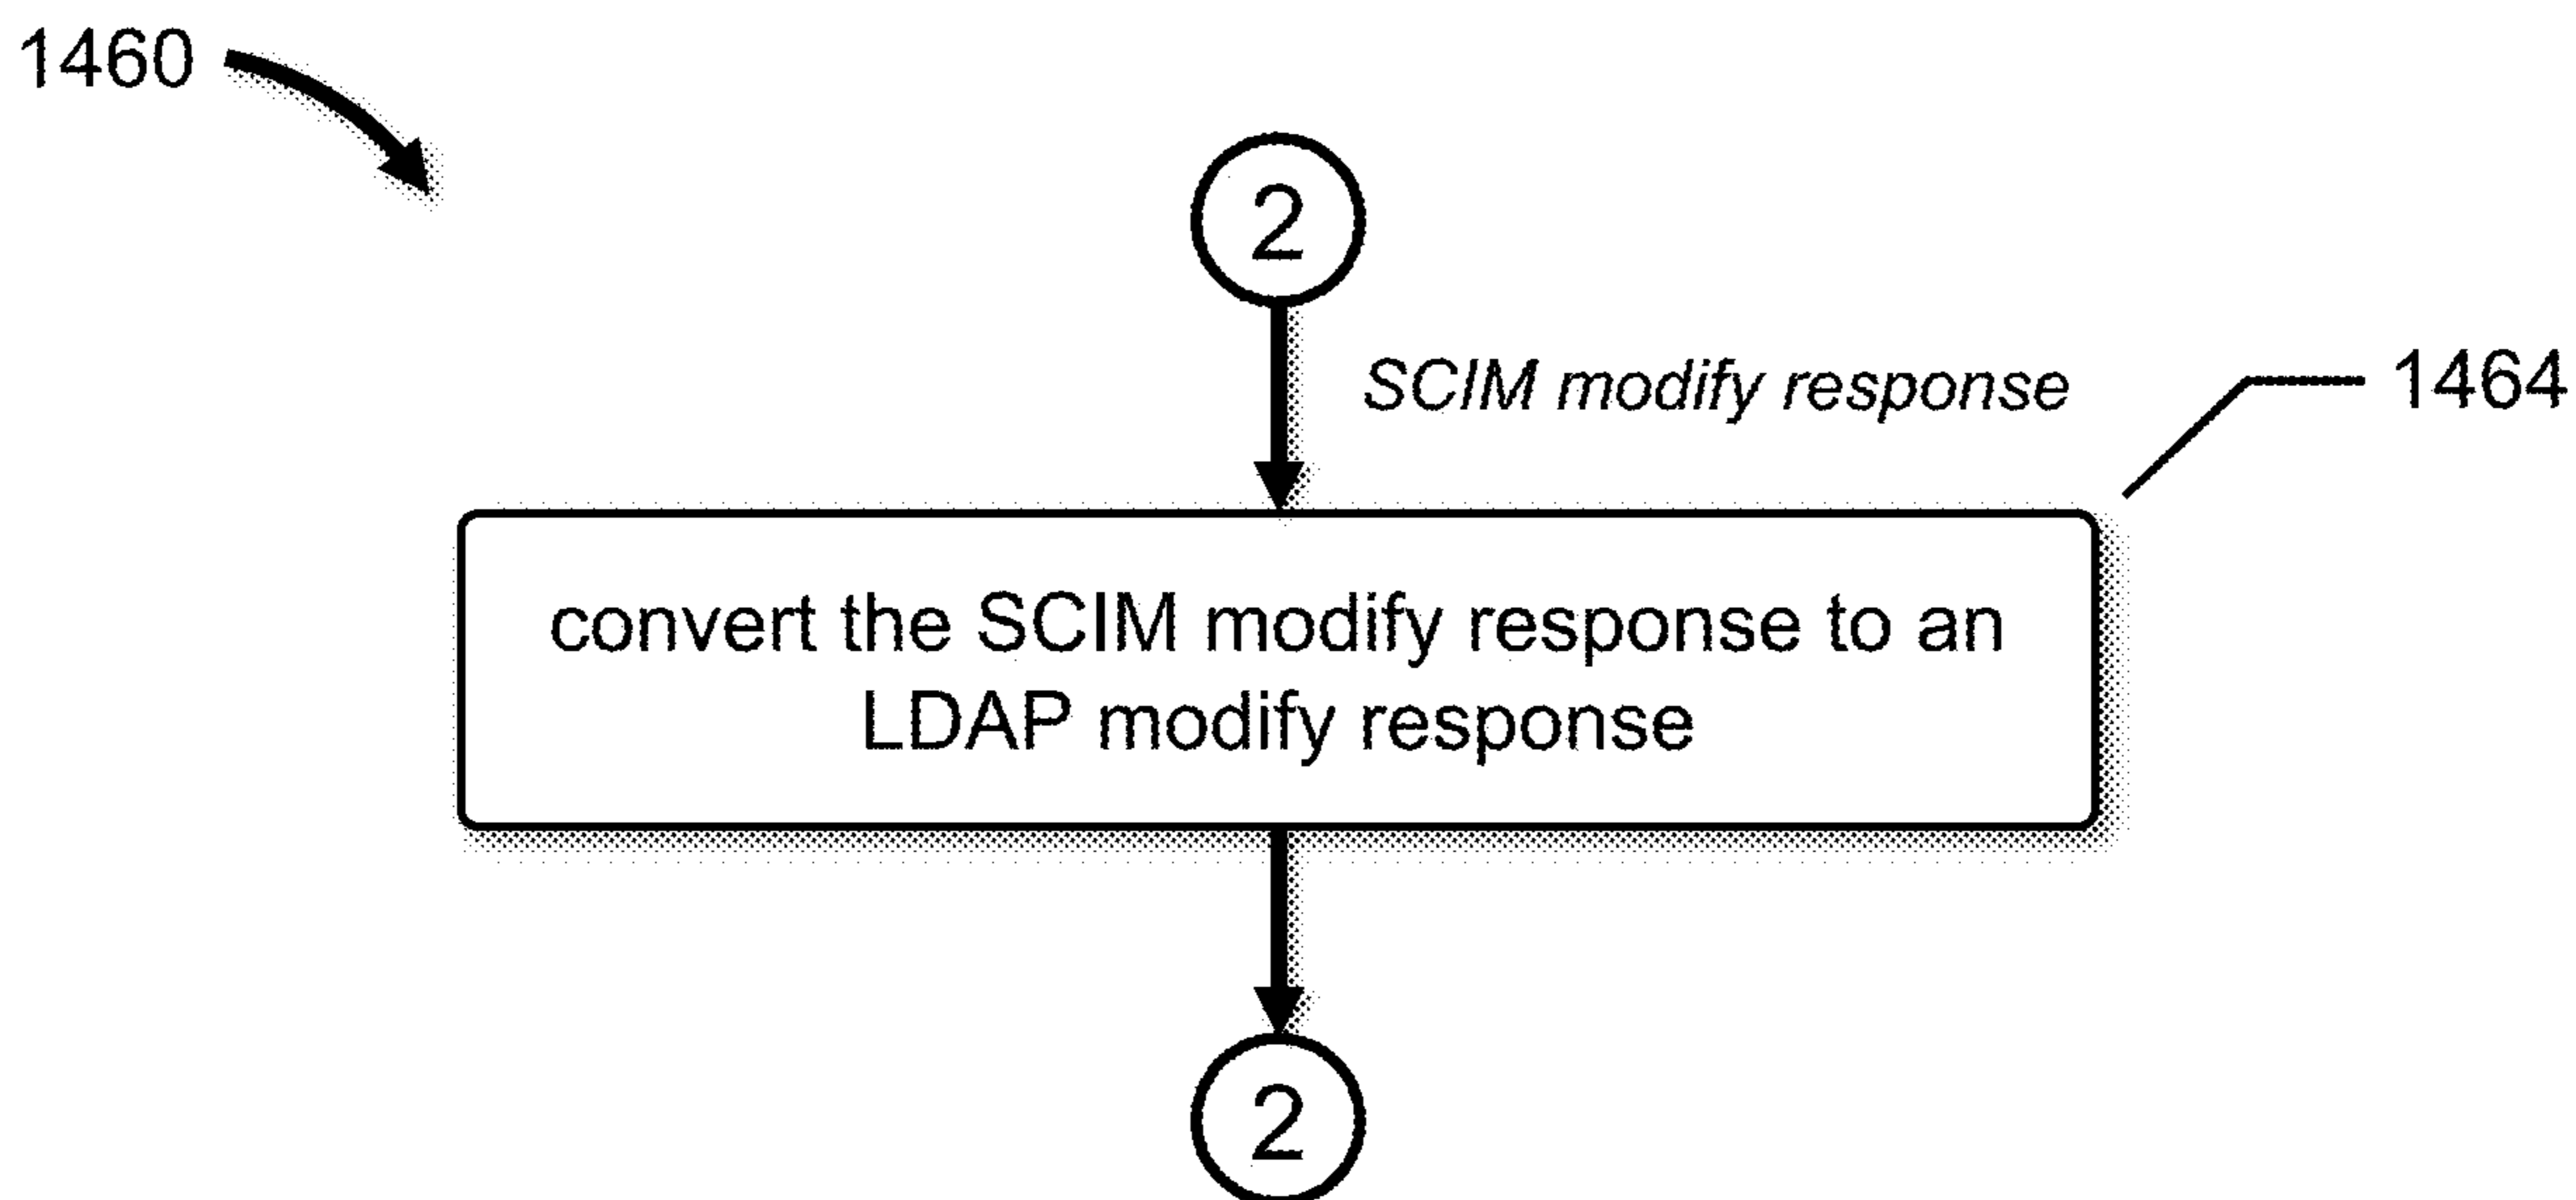 1460
2
SCIM modify response
1464
convert the SCIM modify response to an
LDAP modify response
2